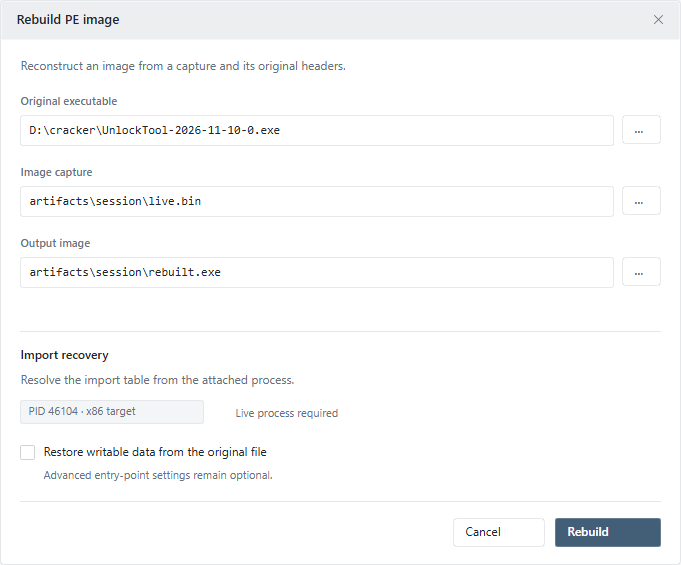 Rebuild PE image
Reconstruct an image from a capture and its original headers.
Original executable
D:\cracker\UnlockTool-2026-11-10-0.exe
...
Image capture
artifacts\session\live.bin
...
Output image
artifacts\session\rebuilt.exe
...
Import recovery
Resolve the import table from the attached process.
PID 46104 · x86 target
Live process required
Restore writable data from the original file
Advanced entry-point settings remain optional.
Cancel
Rebuild